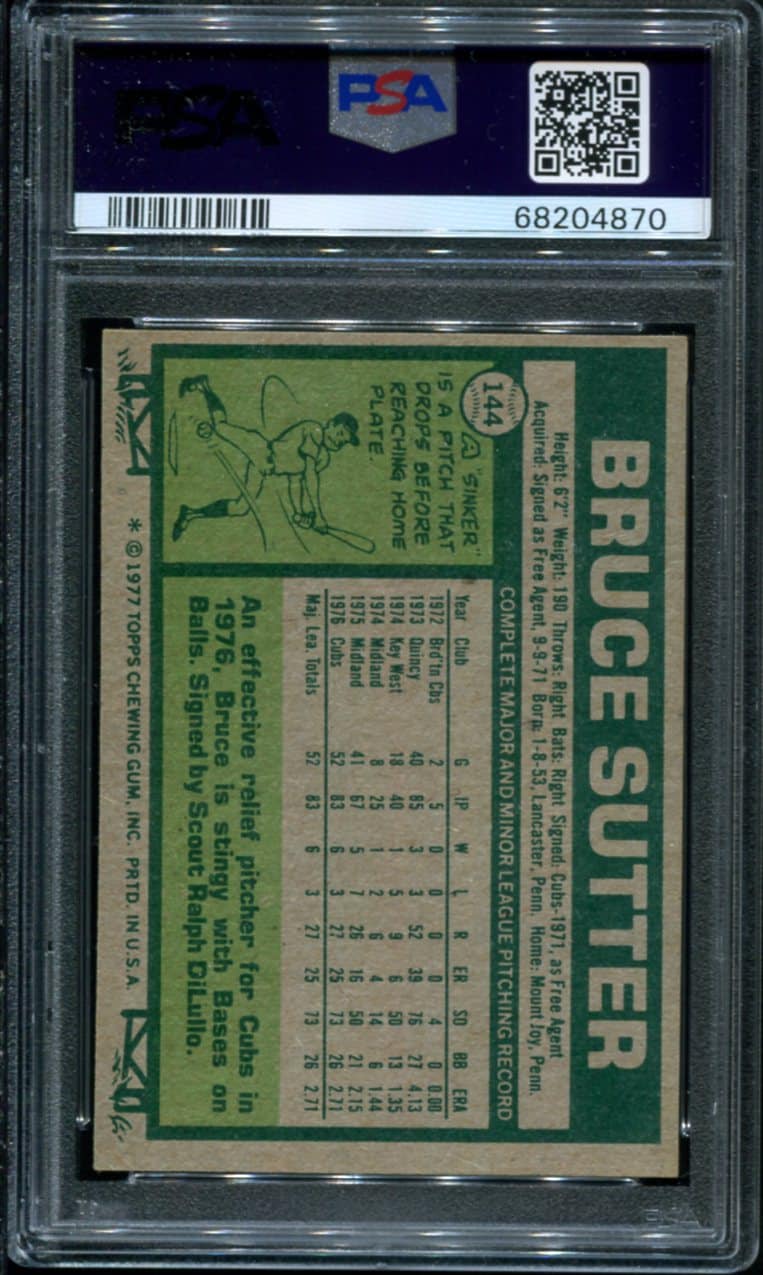 PSA
PSA
68204870
BRUCE SUTTER
Height: 6'2" Weight: 190 Throws: Right Bats: Right Signed: Cubs-1971, as Free Agent
Acquired: Signed as Free Agent, 9-9-71 Born: 1-8-53, Lancaster, Penn. Home: Mount Joy, Penn.
144
COMPLETE MAJOR AND MINOR LEAGUE PITCHING RECORD
A "SINKER"
IS A PITCH THAT
DROPS BEFORE
REACHING HOME
PLATE.
Year Club G IP W L R ER SO BB ERA
1972 Brd'tn Cbs 2 5 0 0 0 0 4 0 0.00
1973 Quincy 40 85 3 3 52 39 76 27 4.13
1974 Key West 18 40 1 5 9 6 50 13 1.35
1974 Midland 8 25 1 2 6 4 14 6 1.44
1975 Midland 41 67 5 7 26 16 50 21 2.15
1976 Cubs 52 83 6 3 27 25 73 26 2.71
Maj. Lea. Totals 52 83 6 3 27 25 73 26 2.71
An effective relief pitcher for Cubs in
1976, Bruce is stingy with Bases on
Balls. Signed by Scout Ralph DiLullo.
* © 1977 TOPPS CHEWING GUM, INC. PRTD. IN U.S.A.